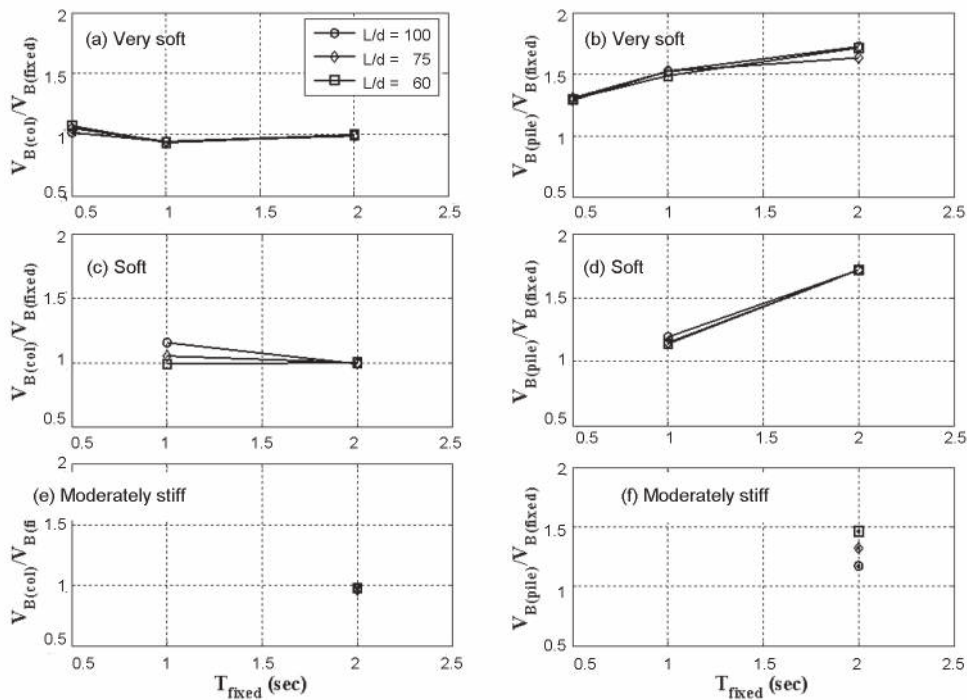 (a) Very soft
L/d = 100
L/d = 75
L/d = 60
V B(col)/V B(fixed)
2
1.5
1
0.5
0.5 1 1.5 2 2.5
(b) Very soft
V B(pile)/V B(fixed)
2
1.5
1
0.5
0.5 1 1.5 2 2.5
(c) Soft
V B(col)/V B(fixed)
2
1.5
1
0.5
0.5 1 1.5 2 2.5
(d) Soft
V B(pile)/V B(fixed)
2
1.5
1
0.5
0.5 1 1.5 2 2.5
(e) Moderately stiff
V B(col)/V B(fi
2
1.5
1
0.5
0.5 1 1.5 2 2.5
T fixed (sec)
(f) Moderately stiff
V B(pile)/V B(fixed)
2
1.5
1
0.5
0.5 1 1.5 2 2.5
T fixed (sec)